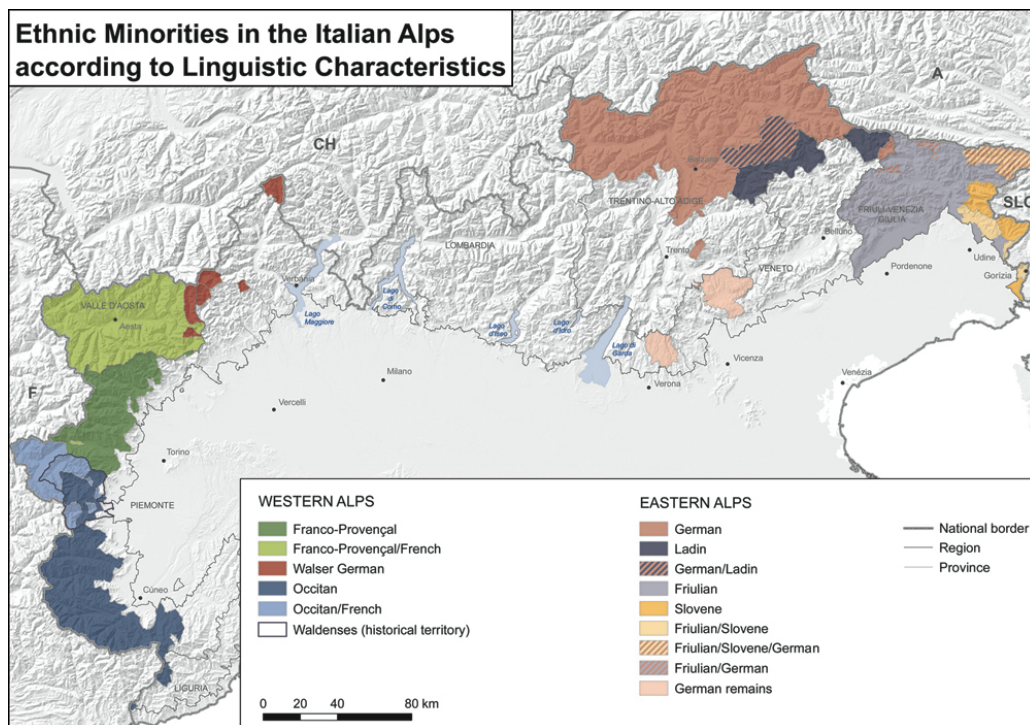 Ethnic Minorities in the Italian Alps
according to Linguistic Characteristics
A
CH
Bolzano
TRENTINO-ALTO ADIGE
FRIULI-VENEZIA
GIULIA
SLO
LOMBARDIA
Belluno
Trento
VENETO
Udine
Pordenone
Gorizia
Verbania
VALLE D'AOSTA
Aosta
Lago
Maggiore
Lago
di
Como
Lago
d'Iseo
Lago
d'Idro
Lago di
Garda
F
Milano
Vercelli
Verona
Vicenza
Venézia
Torino
PIEMONTE
Cúneo
LIGURIA
WESTERN ALPS
Franco-Provençal
Franco-Provençal/French
Walser German
Occitan
Occitan/French
Waldenses (historical territory)
0 20 40 80 km
EASTERN ALPS
German
Ladin
German/Ladin
Friulian
Slovene
Friulian/Slovene
Friulian/Slovene/German
Friulian/German
German remains
National border
Region
Province